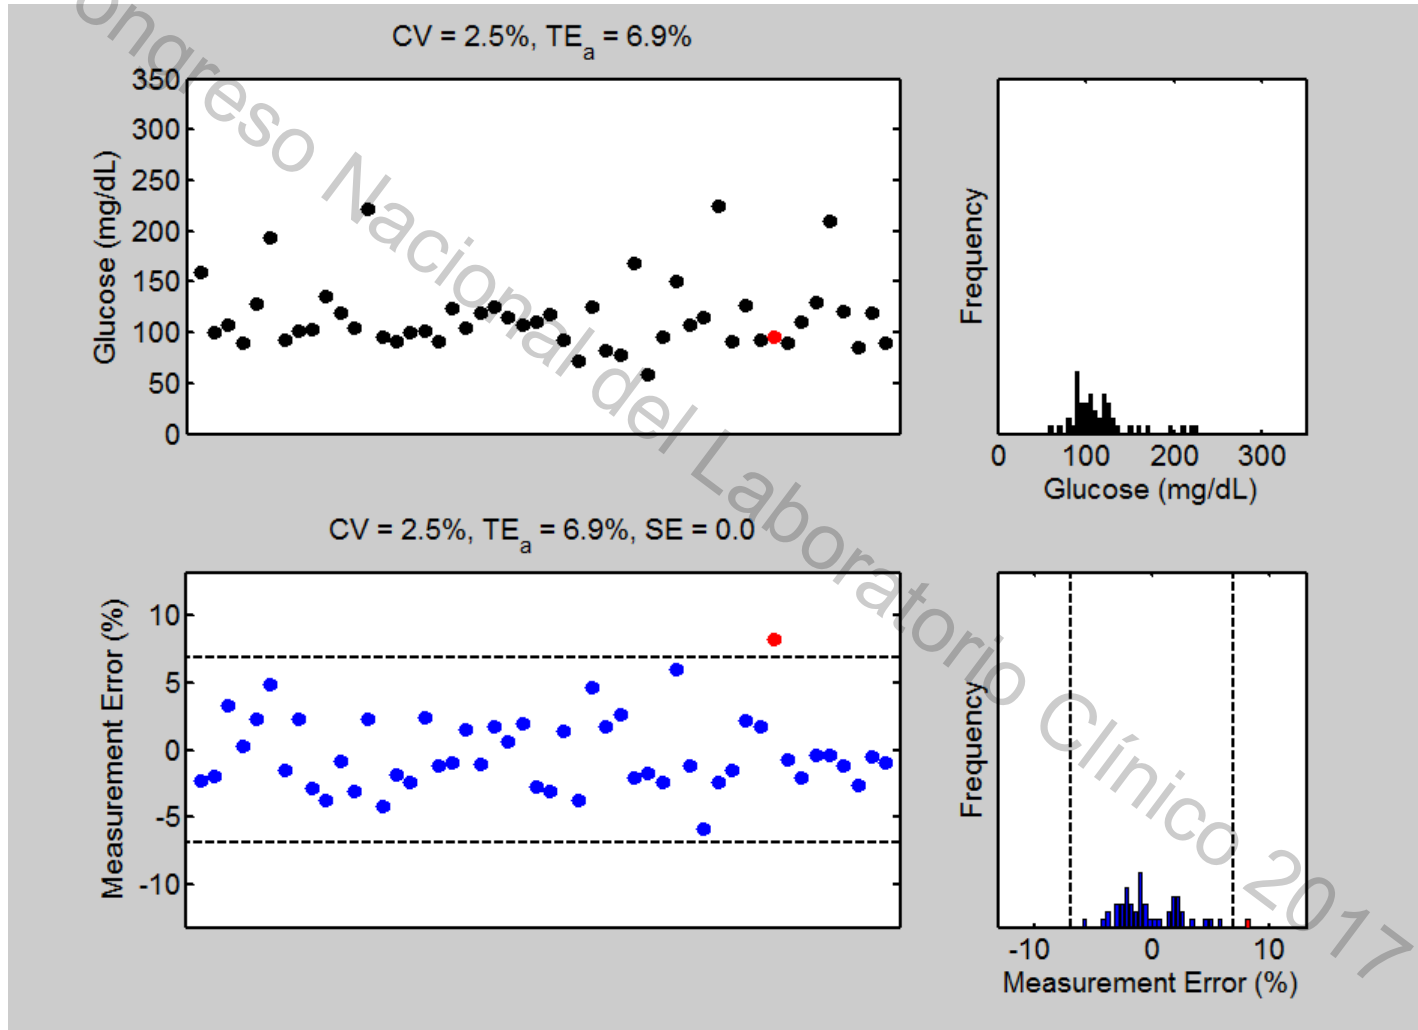 CV = 2.5%, TEa = 6.9%
Glucose (mg/dL)
350
300
250
200
150
100
50
0
Frequency
0 100 200 300
Glucose (mg/dL)
CV = 2.5%, TEa = 6.9%, SE = 0.0
Measurement Error (%)
10
5
0
-5
-10
Frequency
-10 0 10
Measurement Error (%)
ongreso Nacional del Laboratorio Clínico 2017